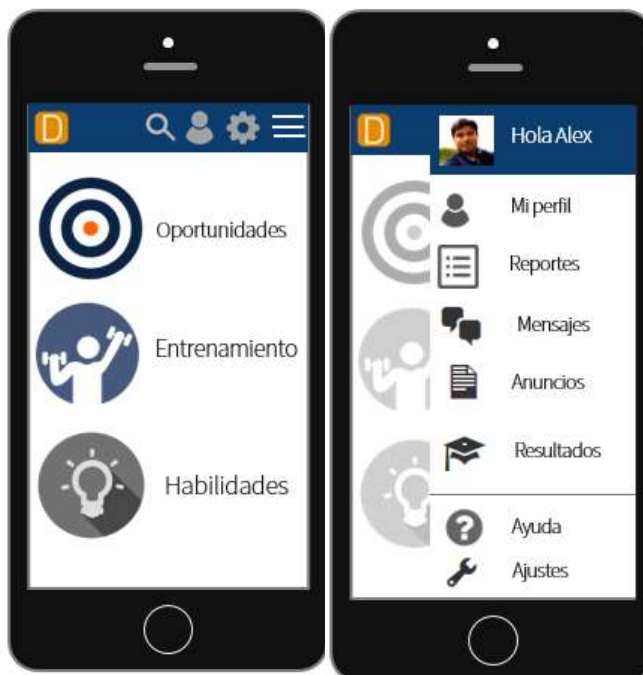 D
Oportunidades
Entrenamiento
Habilidades
D
Hola Alex
Mi perfil
Reportes
Mensajes
Anuncios
Resultados
Ayuda
Ajustes